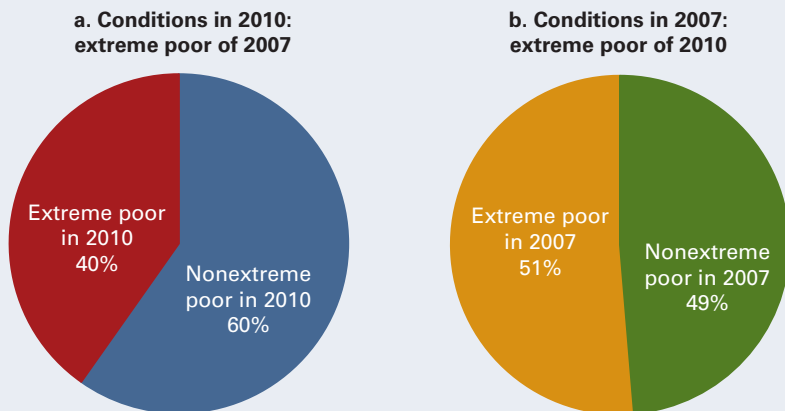 a. Conditions in 2010:
extreme poor of 2007
Extreme poor
in 2010
40%
Nonextreme
poor in 2010
60%
b. Conditions in 2007:
extreme poor of 2010
Extreme poor
in 2007
51%
Nonextreme
poor in 2007
49%